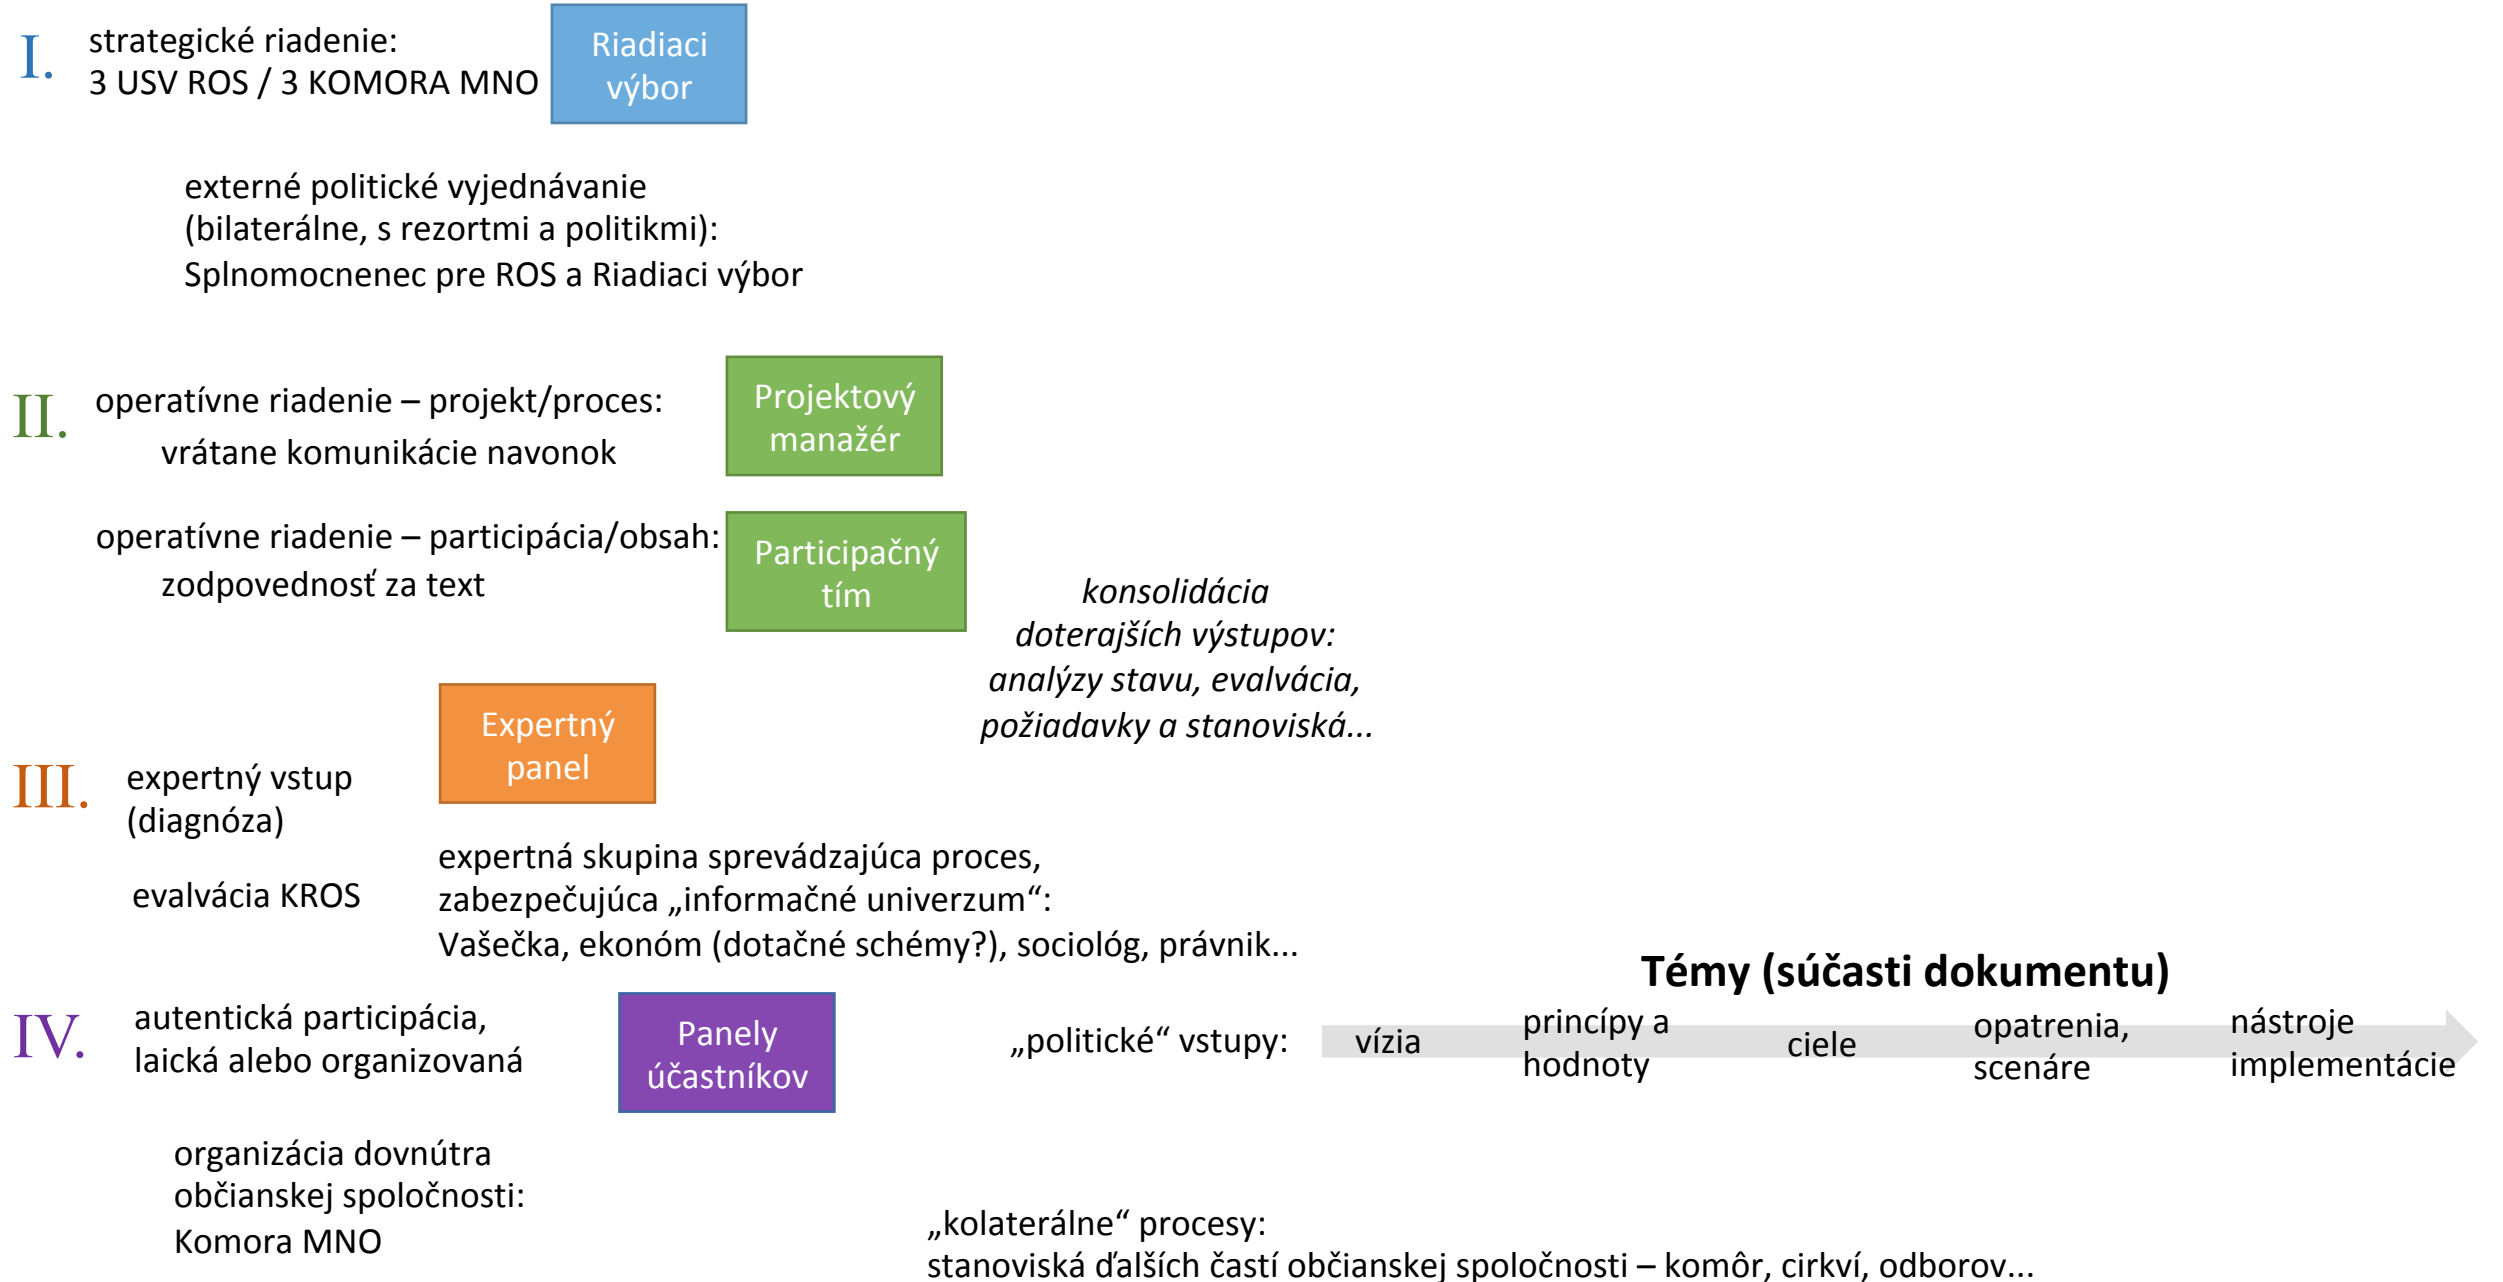 I.
strategické riadenie:
3 USV ROS / 3 KOMORA MNO
Riadiaci
výbor
externé politické vyjednávanie
(bilaterálne, s rezortmi a politikmi):
Splnomocnenec pre ROS a Riadiaci výbor
II.
operatívne riadenie – projekt/proces:
vrátane komunikácie navonok
Projektový
manažér
operatívne riadenie – participácia/obsah:
zodpovednosť za text
Participačný
tím
konsolidácia
doterajších výstupov:
analýzy stavu, evalvácia,
požiadavky a stanoviská...
III.
expertný vstup
(diagnóza)
evalvácia KROS
Expertný
panel
expertná skupina sprevádzajúca proces,
zabezpečujúca „informačné univerzum“:
Vašečka, ekonóm (dotačné schémy?), sociológ, právnik...
IV.
autentická participácia,
laická alebo organizovaná
Panely
účastníkov
organizácia dovnútra
občianskej spoločnosti:
Komora MNO
Témy (súčasti dokumentu)
„politické“ vstupy:
vízia
princípy a
hodnoty
ciele
opatrenia,
scenáre
nástroje
implementácie
„kolaterálne“ procesy:
stanoviská ďalších častí občianskej spoločnosti – komôr, cirkví, odborov...